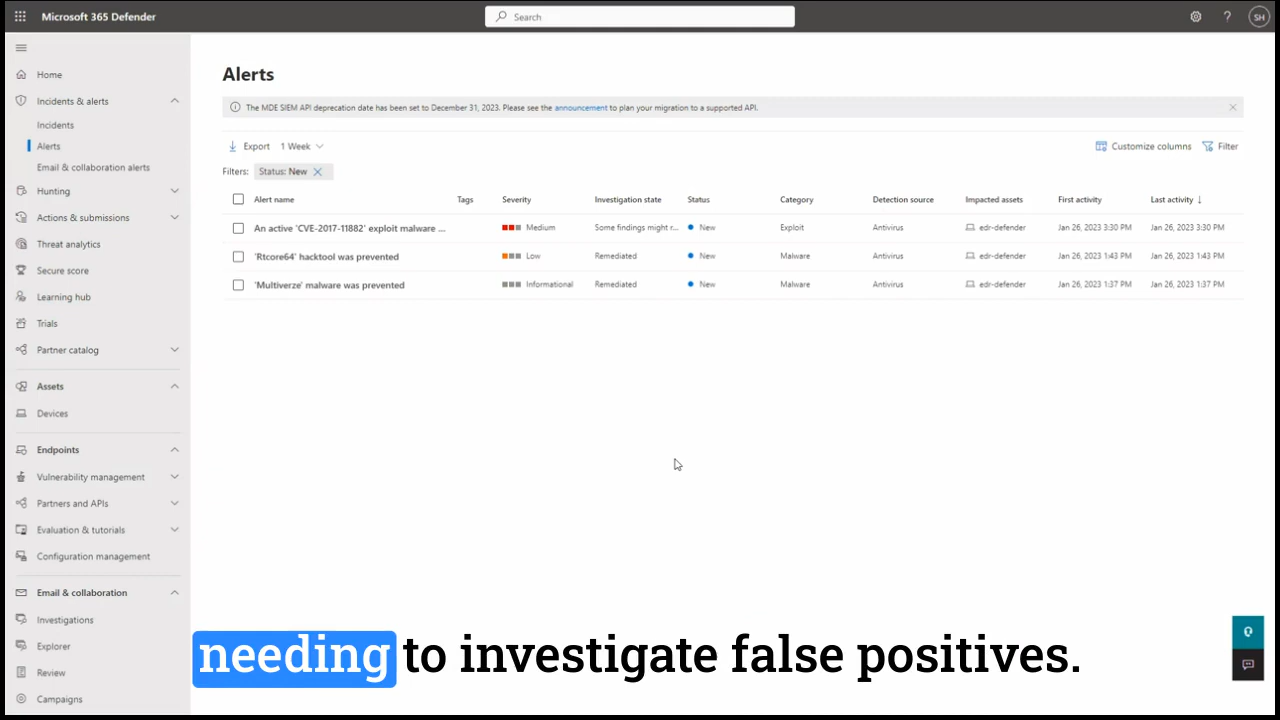 Microsoft 365 Defender
Search
SH
Home
Incidents & alerts
Incidents
Alerts
Email & collaboration alerts
Hunting
Actions & submissions
Threat analytics
Secure score
Learning hub
Trials
Partner catalog
Assets
Devices
Endpoints
Vulnerability management
Partners and APIs
Evaluation & tutorials
Configuration management
Email & collaboration
Investigations
Explorer
Review
Campaigns
Alerts
The MDE SIEM API deprecation date has been set to December 31, 2023. Please see the announcement to plan your migration to a supported API.
Export 1 Week Customize columns Filter
Filters: Status: New
Alert name Tags Severity Investigation state Status Category Detection source Impacted assets First activity Last activity ↓
An active 'CVE-2017-11882' exploit malware ... Medium Some findings might r... New Exploit Antivirus edr-defender Jan 26, 2023 3:30 PM Jan 26, 2023 3:30 PM
'Rtcore64' hacktool was prevented Low Remediated New Malware Antivirus edr-defender Jan 26, 2023 1:43 PM Jan 26, 2023 1:43 PM
'Multiverze' malware was prevented Informational Remediated New Malware Antivirus edr-defender Jan 26, 2023 1:37 PM Jan 26, 2023 1:37 PM
needing to investigate false positives.